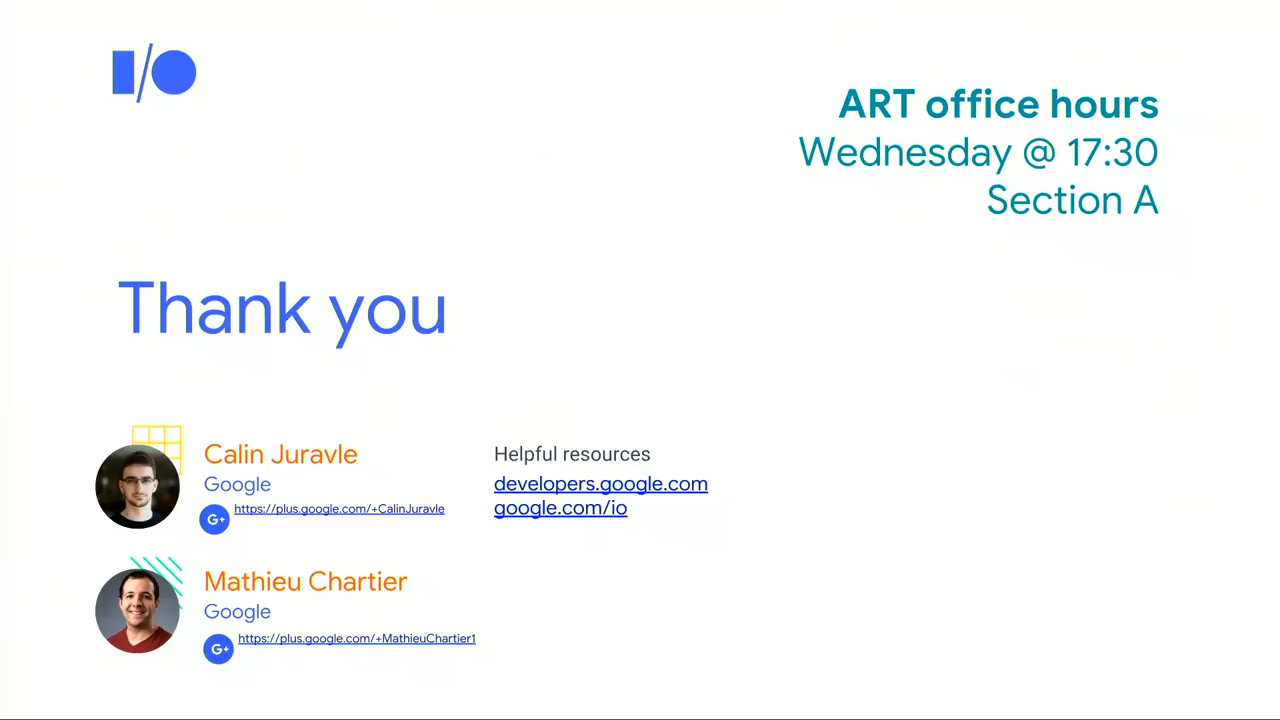 I/O
ART office hours
Wednesday @ 17:30
Section A
Thank you
Calin Juravle
Google
G+ https://plus.google.com/+CalinJuravle
Helpful resources
developers.google.com
google.com/io
Mathieu Chartier
Google
G+ https://plus.google.com/+MathieuChartier1